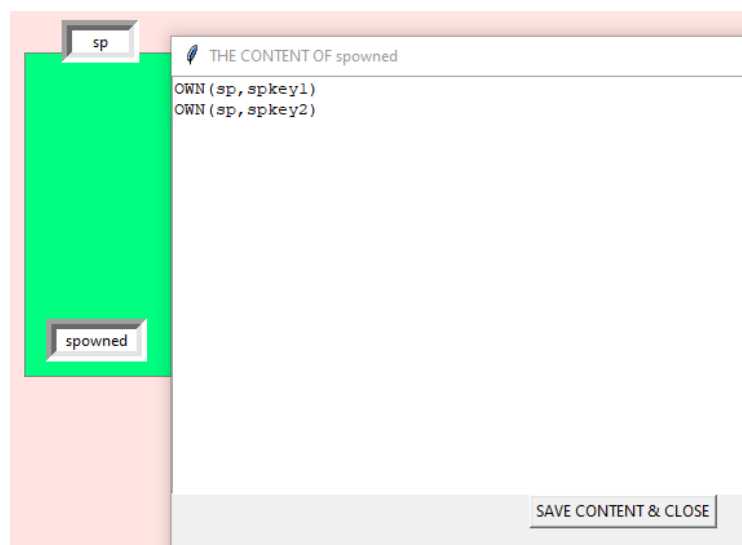 sp
THE CONTENT OF spowned
OWN(sp,spkey1)
OWN(sp,spkey2)
spowned
SAVE CONTENT & CLOSE